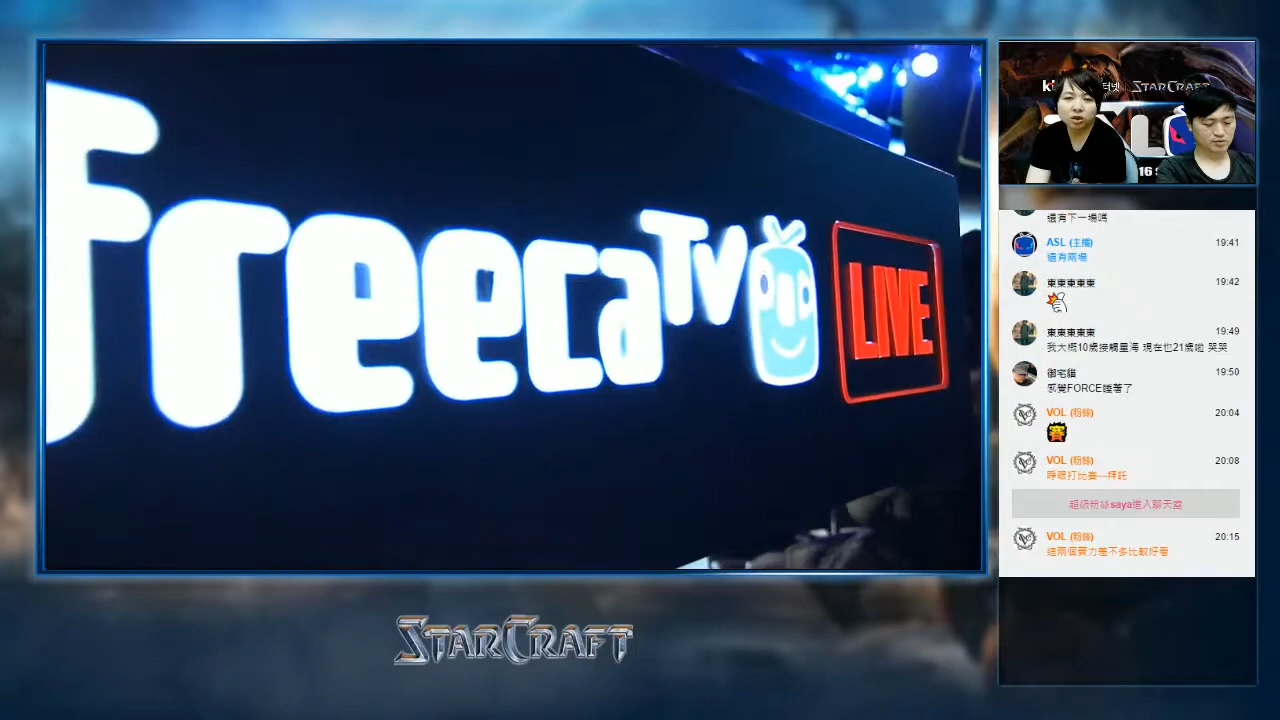 freecaTV
LIVE
STARCRAFT
STARCRAFT
還有下一場嗎
ASL (主播) 19:41
還有兩場
東東東東東 19:42
東東東東東 19:49
我大概10歲接觸星海 現在也21歲啦 哭哭
御宅貓 19:50
感覺FORCE睡著了
VOL (粉絲) 20:04
賽
VOL (粉絲) 20:08
睜眼打比賽—拜託
超級粉絲saya進入聊天室
VOL (粉絲) 20:15
這兩個實力差不多比較好看